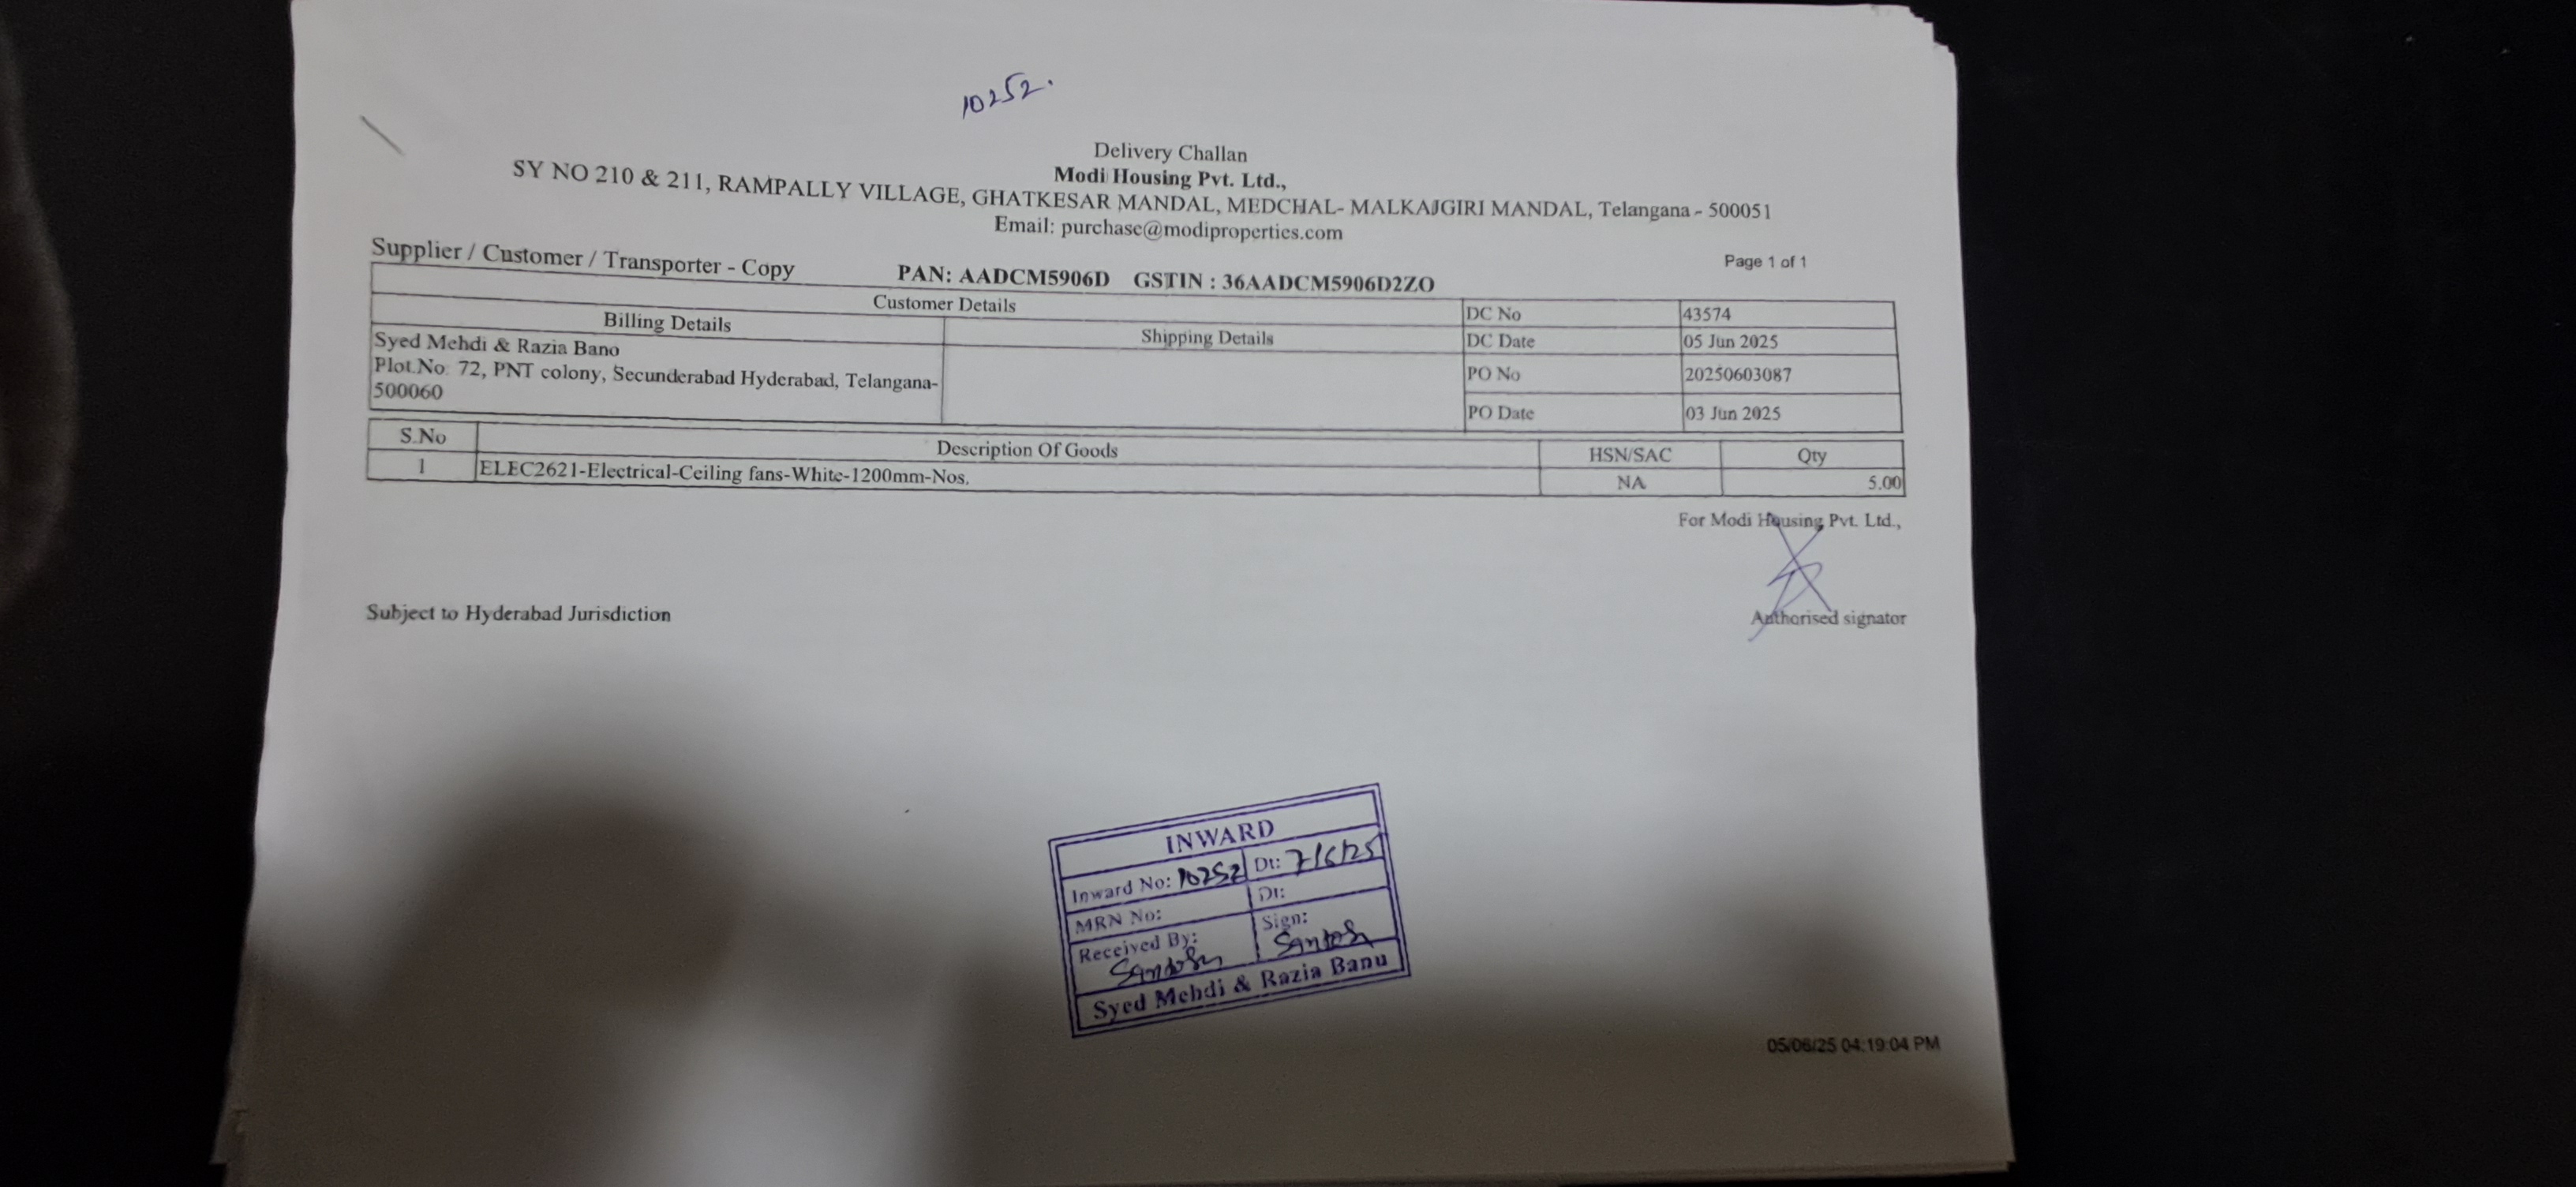 10252.
Delivery Challan
Modi Housing Pvt. Ltd.,
SY NO 210 & 211, RAMPALLY VILLAGE, GHATKESAR MANDAL, MEDCHAL- MALKAJGIRI MANDAL, Telangana - 500051
Email: purchase@modiproperties.com
Supplier / Customer / Transporter - Copy
PAN: AADCM5906D GSTIN : 36AADCM5906D2ZO
Page 1 of 1
Customer Details
Billing Details
Shipping Details
Syed Mehdi & Razia Bano
Plot.No: 72, PNT colony, Secunderabad Hyderabad, Telangana-
500060
DC No 43574
DC Date 05 Jun 2025
PO No 20250603087
PO Date 03 Jun 2025
S.No Description Of Goods HSN/SAC Qty
1 ELEC2621-Electrical-Ceiling fans-White-1200mm-Nos. NA 5.00
For Modi Housing Pvt. Ltd.,
Authorised signator
Subject to Hyderabad Jurisdiction
INWARD
Inward No: 10252 Dt: 7/6/25
MRN No: Dt:
Received By: Sign:
Santosh Santosh
Syed Mehdi & Razia Banu
05/06/25 04:19:04 PM